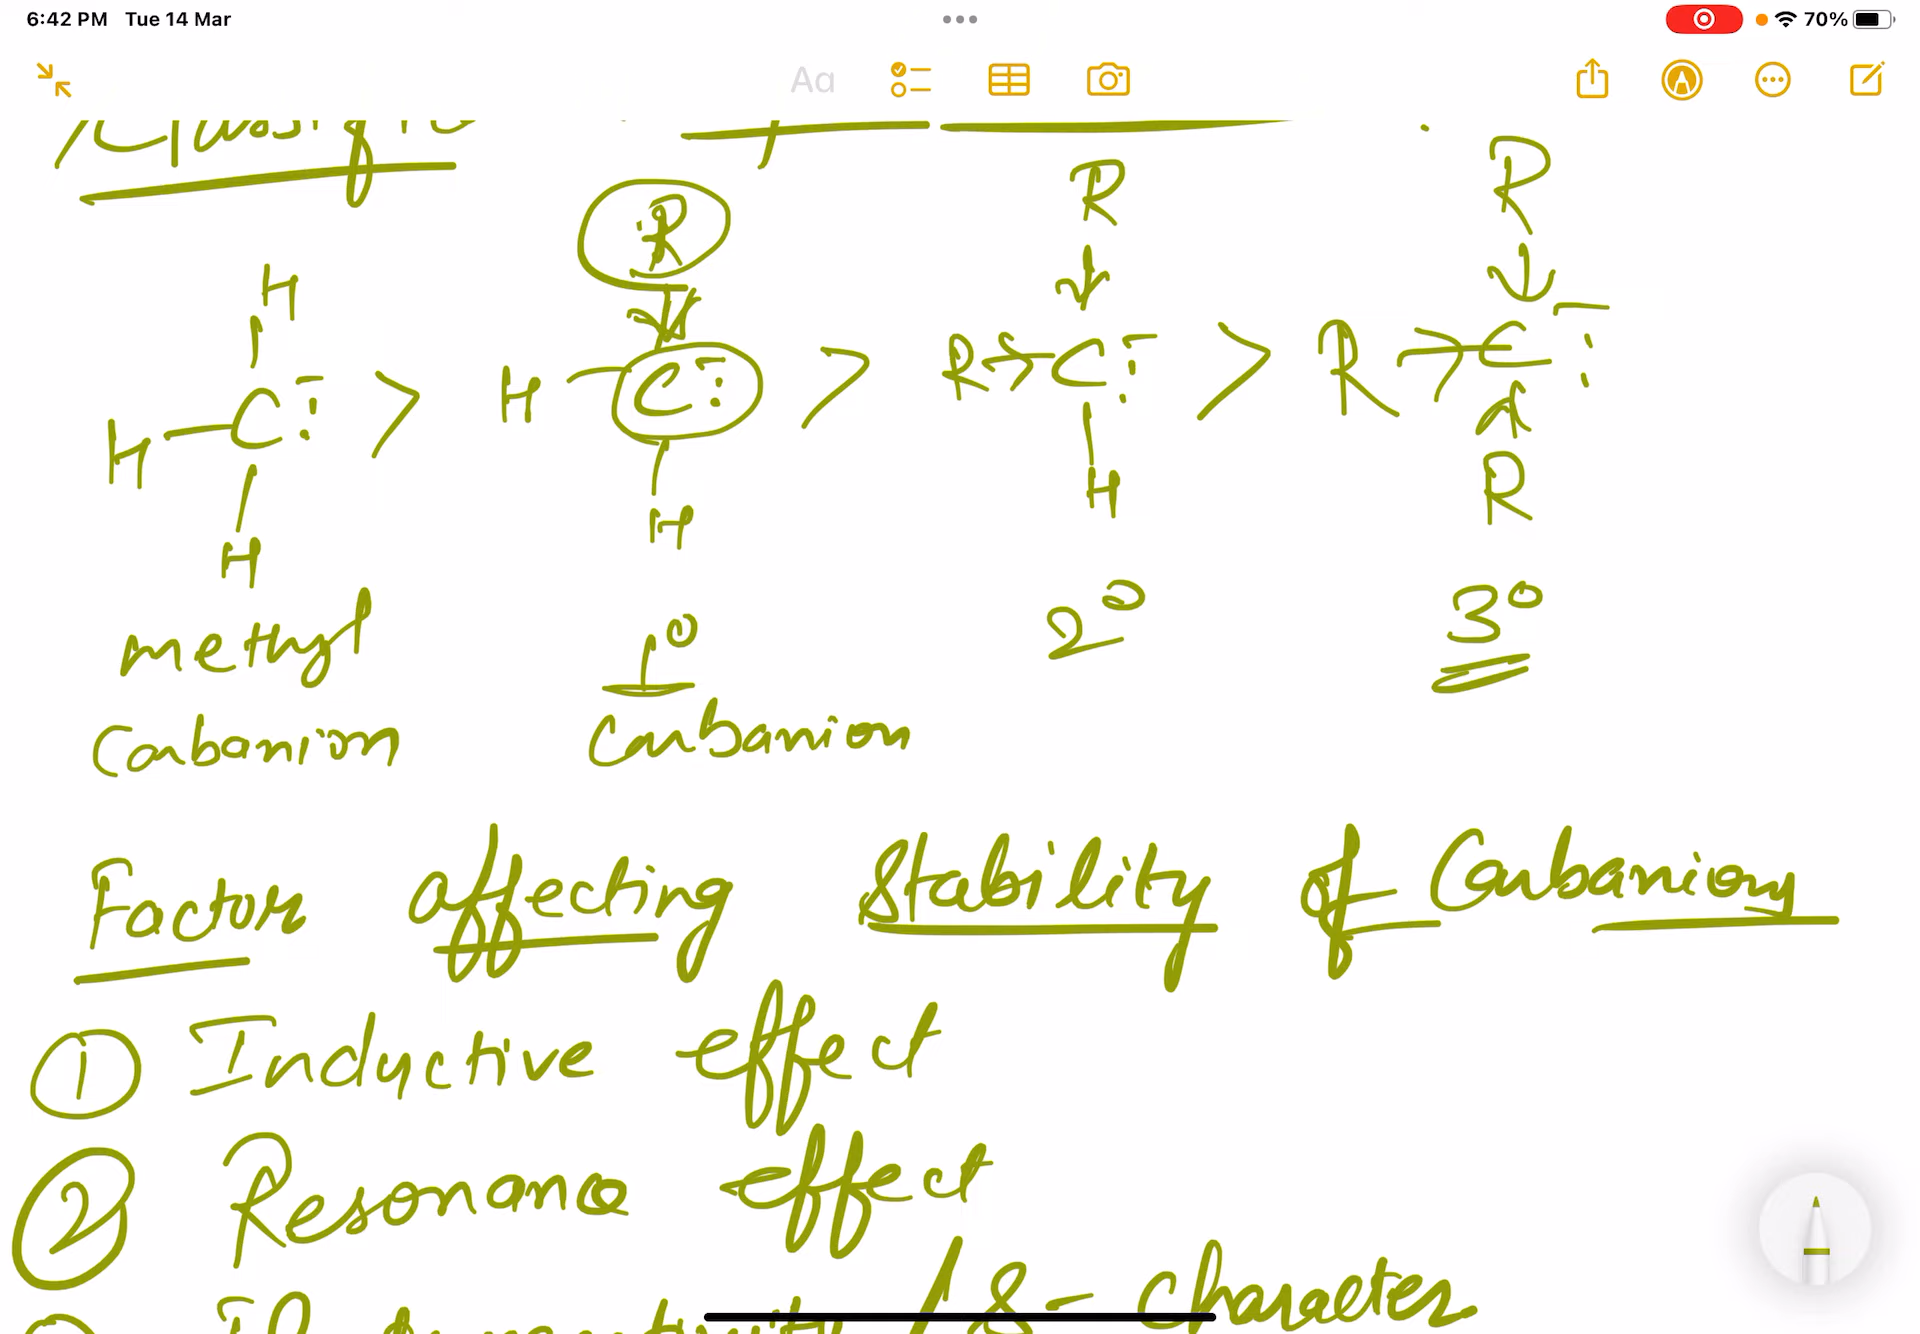 6:42 PM Tue 14 Mar
70%
Aa
R
R
R
H
H C:⁻ > H C:⁻ > R C:⁻ > R C:⁻
H
H
H
R
methyl 1° 2° 3°
Carbanion Carbanion
Factor affecting Stability of Carbanion
① Inductive effect
② Resonance effect
/ s- character